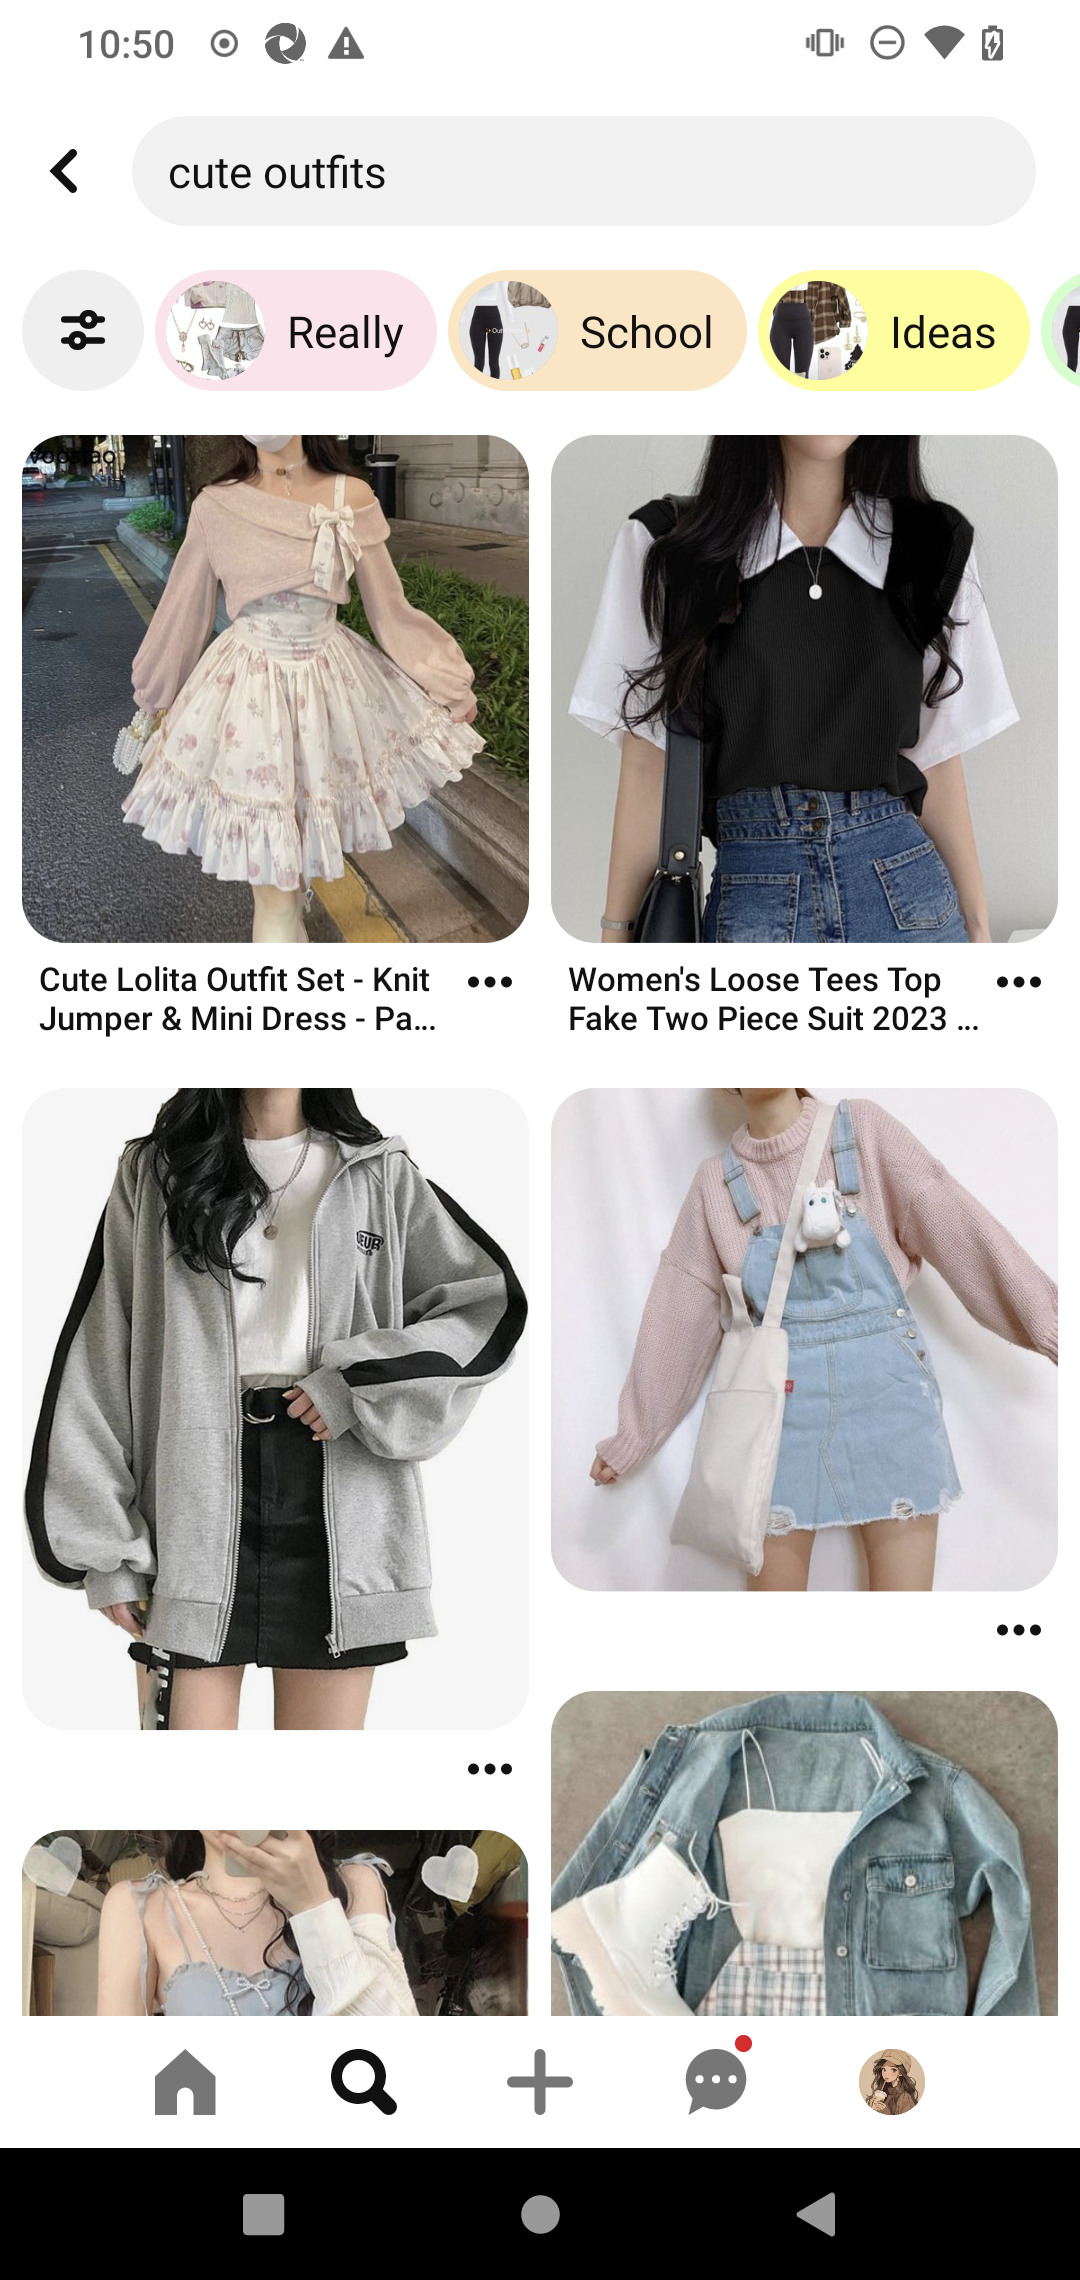 10:50
cute outfits
Really
School
Ideas
Cute Lolita Outfit Set - Knit
Jumper & Mini Dress - Pa...
Women's Loose Tees Top
Fake Two Piece Suit 2023 ...